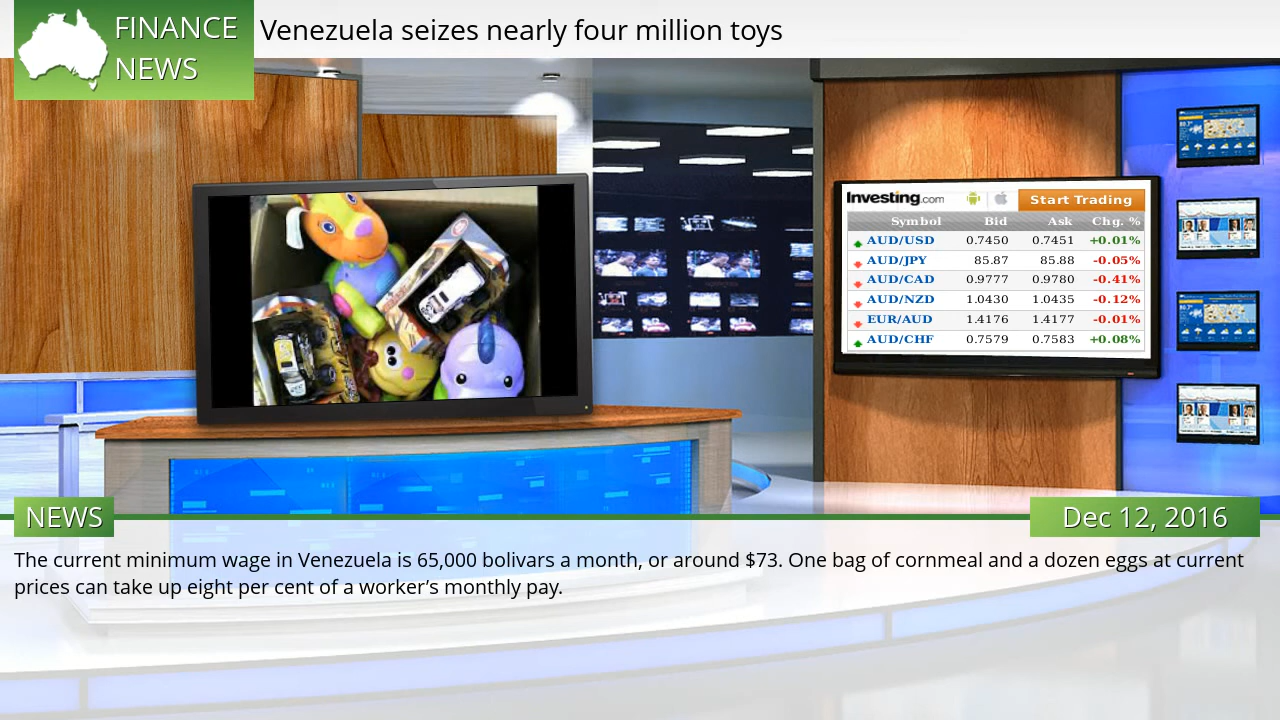 FINANCE
NEWS
Venezuela seizes nearly four million toys
Investing.com
Start Trading
Symbol Bid Ask Chg. %
AUD/USD 0.7450 0.7451 +0.01%
AUD/JPY 85.87 85.88 -0.05%
AUD/CAD 0.9777 0.9780 -0.41%
AUD/NZD 1.0430 1.0435 -0.12%
EUR/AUD 1.4176 1.4177 -0.01%
AUD/CHF 0.7579 0.7583 +0.08%
NEWS
Dec 12, 2016
The current minimum wage in Venezuela is 65,000 bolivars a month, or around $73. One bag of cornmeal and a dozen eggs at current
prices can take up eight per cent of a worker’s monthly pay.